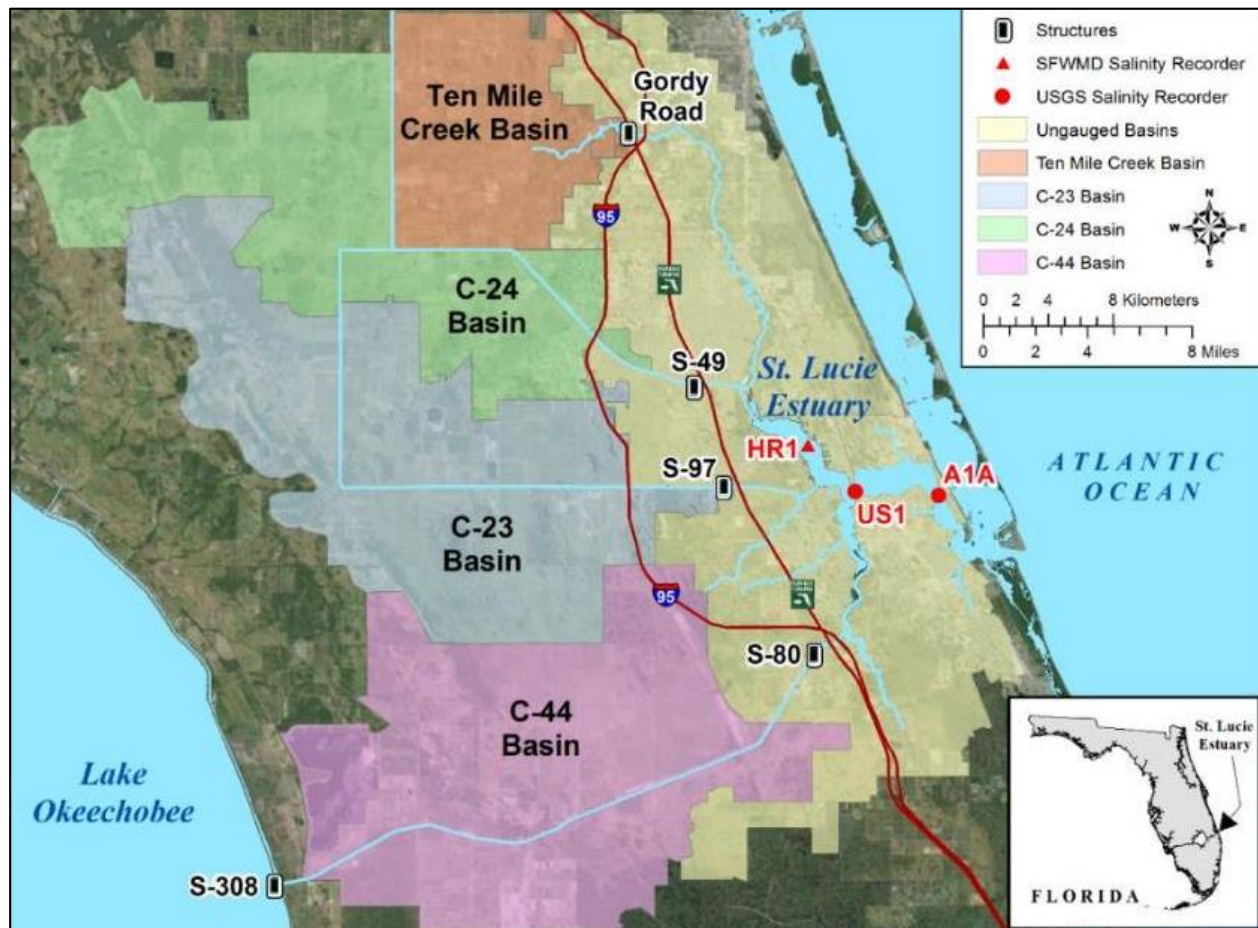 Structures
SFWMD Salinity Recorder
USGS Salinity Recorder
Ungauged Basins
Ten Mile Creek Basin
C-23 Basin
C-24 Basin
C-44 Basin
N
W E
S
0 2 4 8 Kilometers
0 2 4 8 Miles
Ten Mile
Creek Basin
Gordy
Road
95
C-24
Basin
S-49
St. Lucie
Estuary
HR1
S-97
A1A
US1
ATLANTIC
OCEAN
C-23
Basin
95
S-80
C-44
Basin
Lake
Okeechobee
S-308
St. Lucie
Estuary
FLORIDA